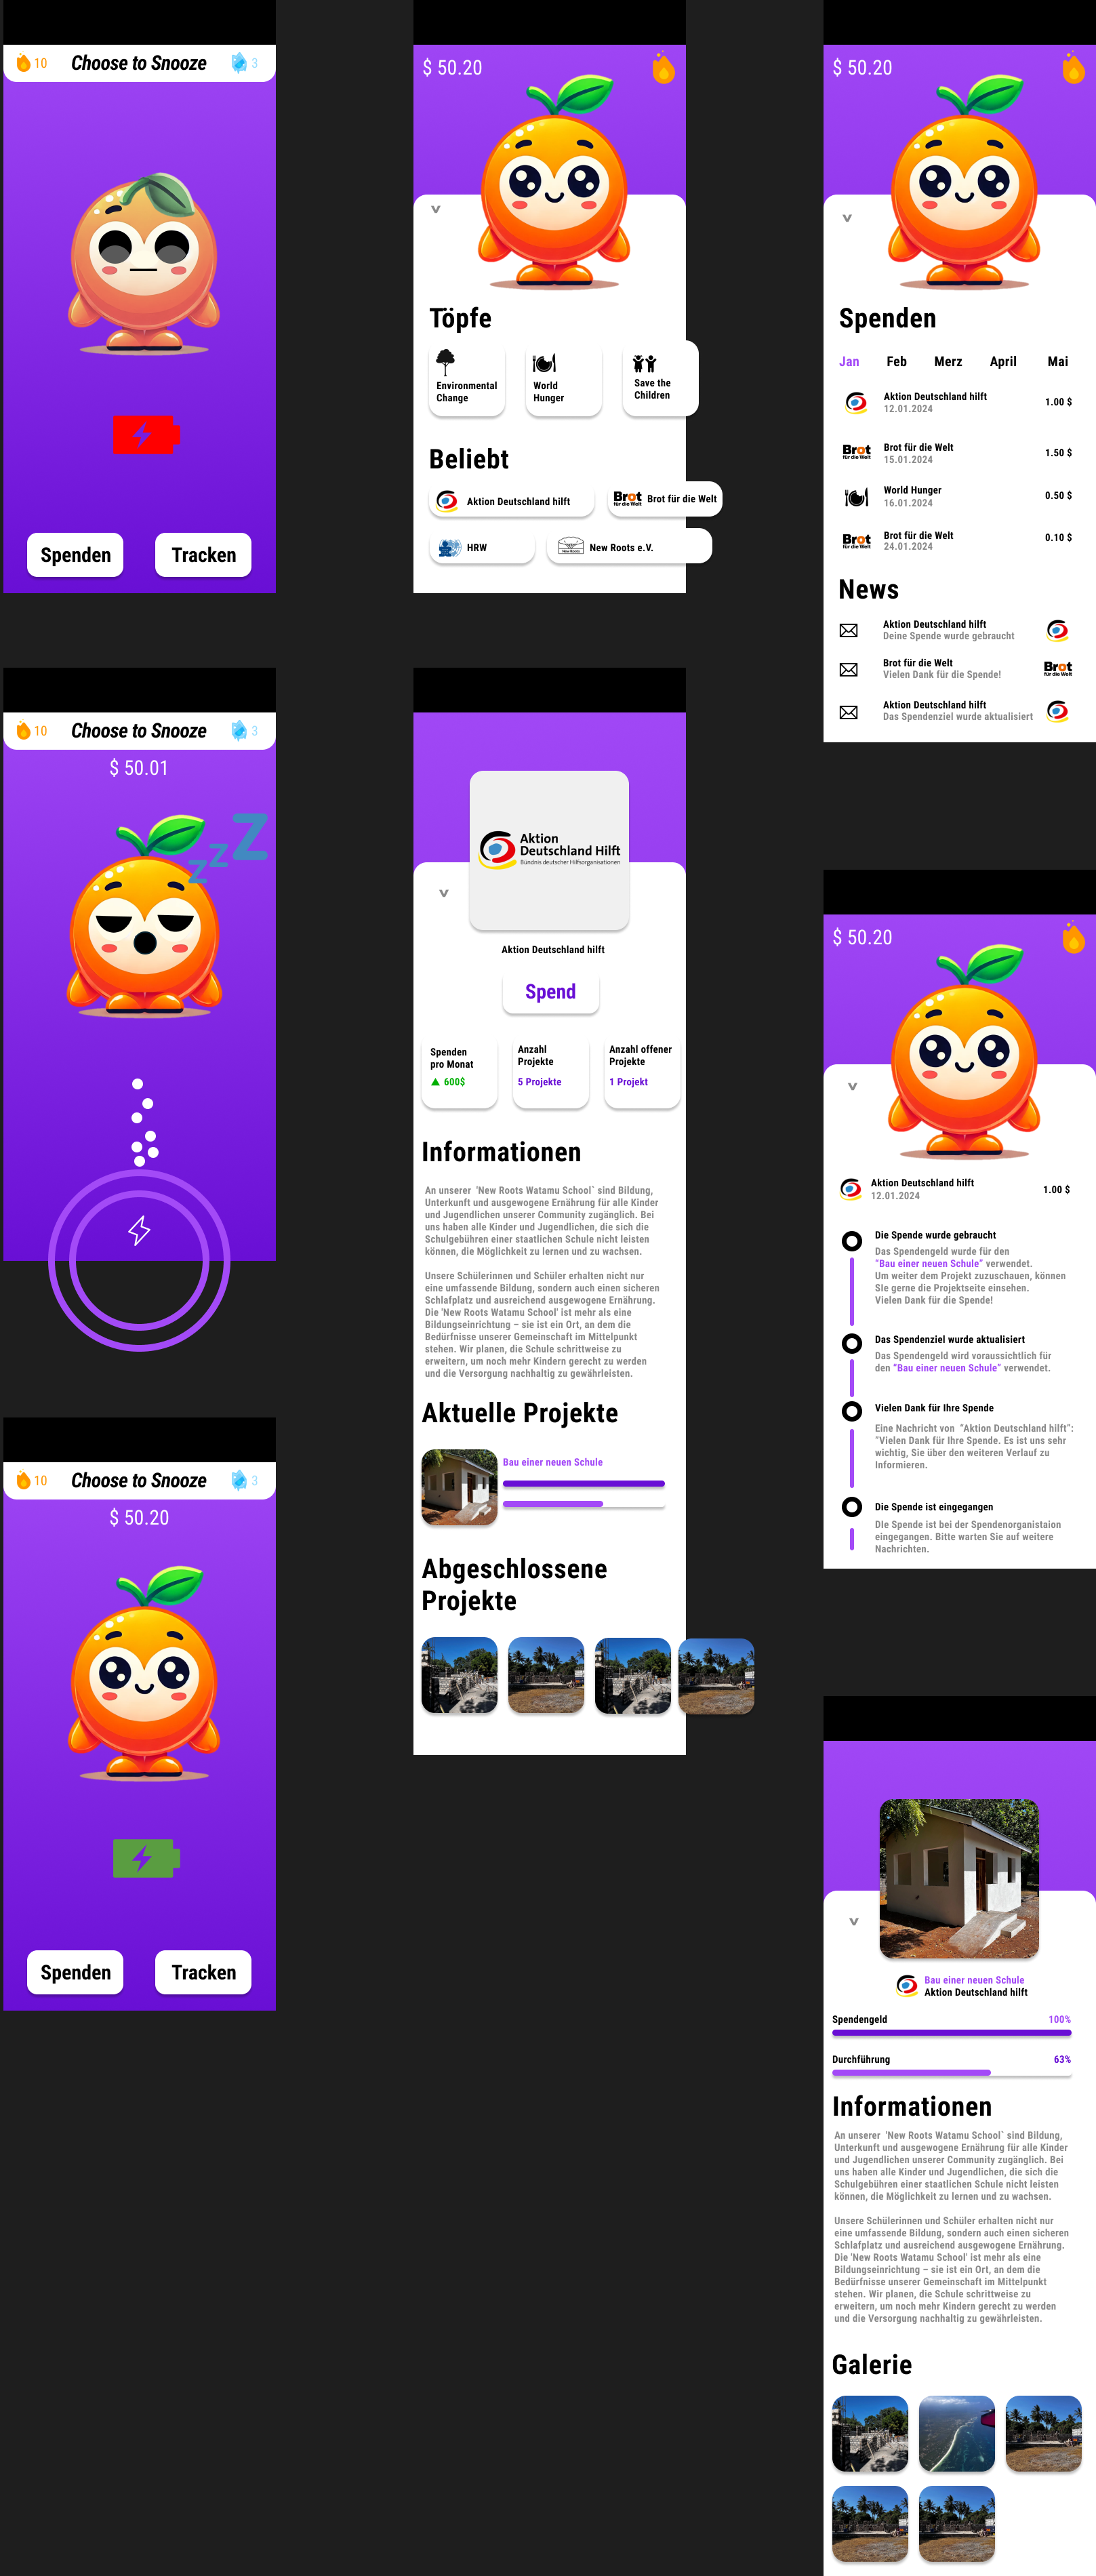 10 Choose to Snooze 3
Spenden Tracken
10 Choose to Snooze 3
$ 50.01
z z Z
10 Choose to Snooze 3
$ 50.20
Spenden Tracken
$ 50.20
v
Töpfe
Environmental
Change
World
Hunger
Save the
Children
Beliebt
Aktion Deutschland hilft
Brot
für die Welt
Brot für die Welt
HRW
New Roots
New Roots e.V.
v
Aktion
Deutschland Hilft
Bündnis deutscher Hilfsorganisationen
Aktion Deutschland hilft
Spend
Spenden
pro Monat
600$
Anzahl
Projekte
5 Projekte
Anzahl offener
Projekte
1 Projekt
Informationen
An unserer 'New Roots Watamu School` sind Bildung,
Unterkunft und ausgewogene Ernährung für alle Kinder
und Jugendlichen unserer Community zugänglich. Bei
uns haben alle Kinder und Jugendlichen, die sich die
Schulgebühren einer staatlichen Schule nicht leisten
können, die Möglichkeit zu lernen und zu wachsen.
Unsere Schülerinnen und Schüler erhalten nicht nur
eine umfassende Bildung, sondern auch einen sicheren
Schlafplatz und ausreichend ausgewogene Ernährung.
Die 'New Roots Watamu School' ist mehr als eine
Bildungseinrichtung – sie ist ein Ort, an dem die
Bedürfnisse unserer Gemeinschaft im Mittelpunkt
stehen. Wir planen, die Schule schrittweise zu
erweitern, um noch mehr Kindern gerecht zu werden
und die Versorgung nachhaltig zu gewährleisten.
Aktuelle Projekte
Bau einer neuen Schule
Abgeschlossene
Projekte
$ 50.20
v
Spenden
Jan Feb Merz April Mai
Aktion Deutschland hilft
12.01.2024
1.00 $
Brot
für die Welt
Brot für die Welt
15.01.2024
1.50 $
World Hunger
16.01.2024
0.50 $
Brot
für die Welt
Brot für die Welt
24.01.2024
0.10 $
News
Aktion Deutschland hilft
Deine Spende wurde gebraucht
Brot für die Welt
Vielen Dank für die Spende!
Brot
für die Welt
Aktion Deutschland hilft
Das Spendenziel wurde aktualisiert
$ 50.20
v
Aktion Deutschland hilft
12.01.2024
1.00 $
Die Spende wurde gebraucht
Das Spendengeld wurde für den
“Bau einer neuen Schule” verwendet.
Um weiter dem Projekt zuzuschauen, können
SIe gerne die Projektseite einsehen.
Vielen Dank für die Spende!
Das Spendenziel wurde aktualisiert
Das Spendengeld wird voraussichtlich für
den “Bau einer neuen Schule” verwendet.
Vielen Dank für Ihre Spende
Eine Nachricht von “Aktion Deutschland hilft”:
“Vielen Dank für Ihre Spende. Es ist uns sehr
wichtig, Sie über den weiteren Verlauf zu
Informieren.
Die Spende ist eingegangen
DIe Spende ist bei der Spendenorganistaion
eingegangen. Bitte warten Sie auf weitere
Nachrichten.
v
Bau einer neuen Schule
Aktion Deutschland hilft
Spendengeld 100%
Durchführung 63%
Informationen
An unserer 'New Roots Watamu School` sind Bildung,
Unterkunft und ausgewogene Ernährung für alle Kinder
und Jugendlichen unserer Community zugänglich. Bei
uns haben alle Kinder und Jugendlichen, die sich die
Schulgebühren einer staatlichen Schule nicht leisten
können, die Möglichkeit zu lernen und zu wachsen.
Unsere Schülerinnen und Schüler erhalten nicht nur
eine umfassende Bildung, sondern auch einen sicheren
Schlafplatz und ausreichend ausgewogene Ernährung.
Die 'New Roots Watamu School' ist mehr als eine
Bildungseinrichtung – sie ist ein Ort, an dem die
Bedürfnisse unserer Gemeinschaft im Mittelpunkt
stehen. Wir planen, die Schule schrittweise zu
erweitern, um noch mehr Kindern gerecht zu werden
und die Versorgung nachhaltig zu gewährleisten.
Galerie